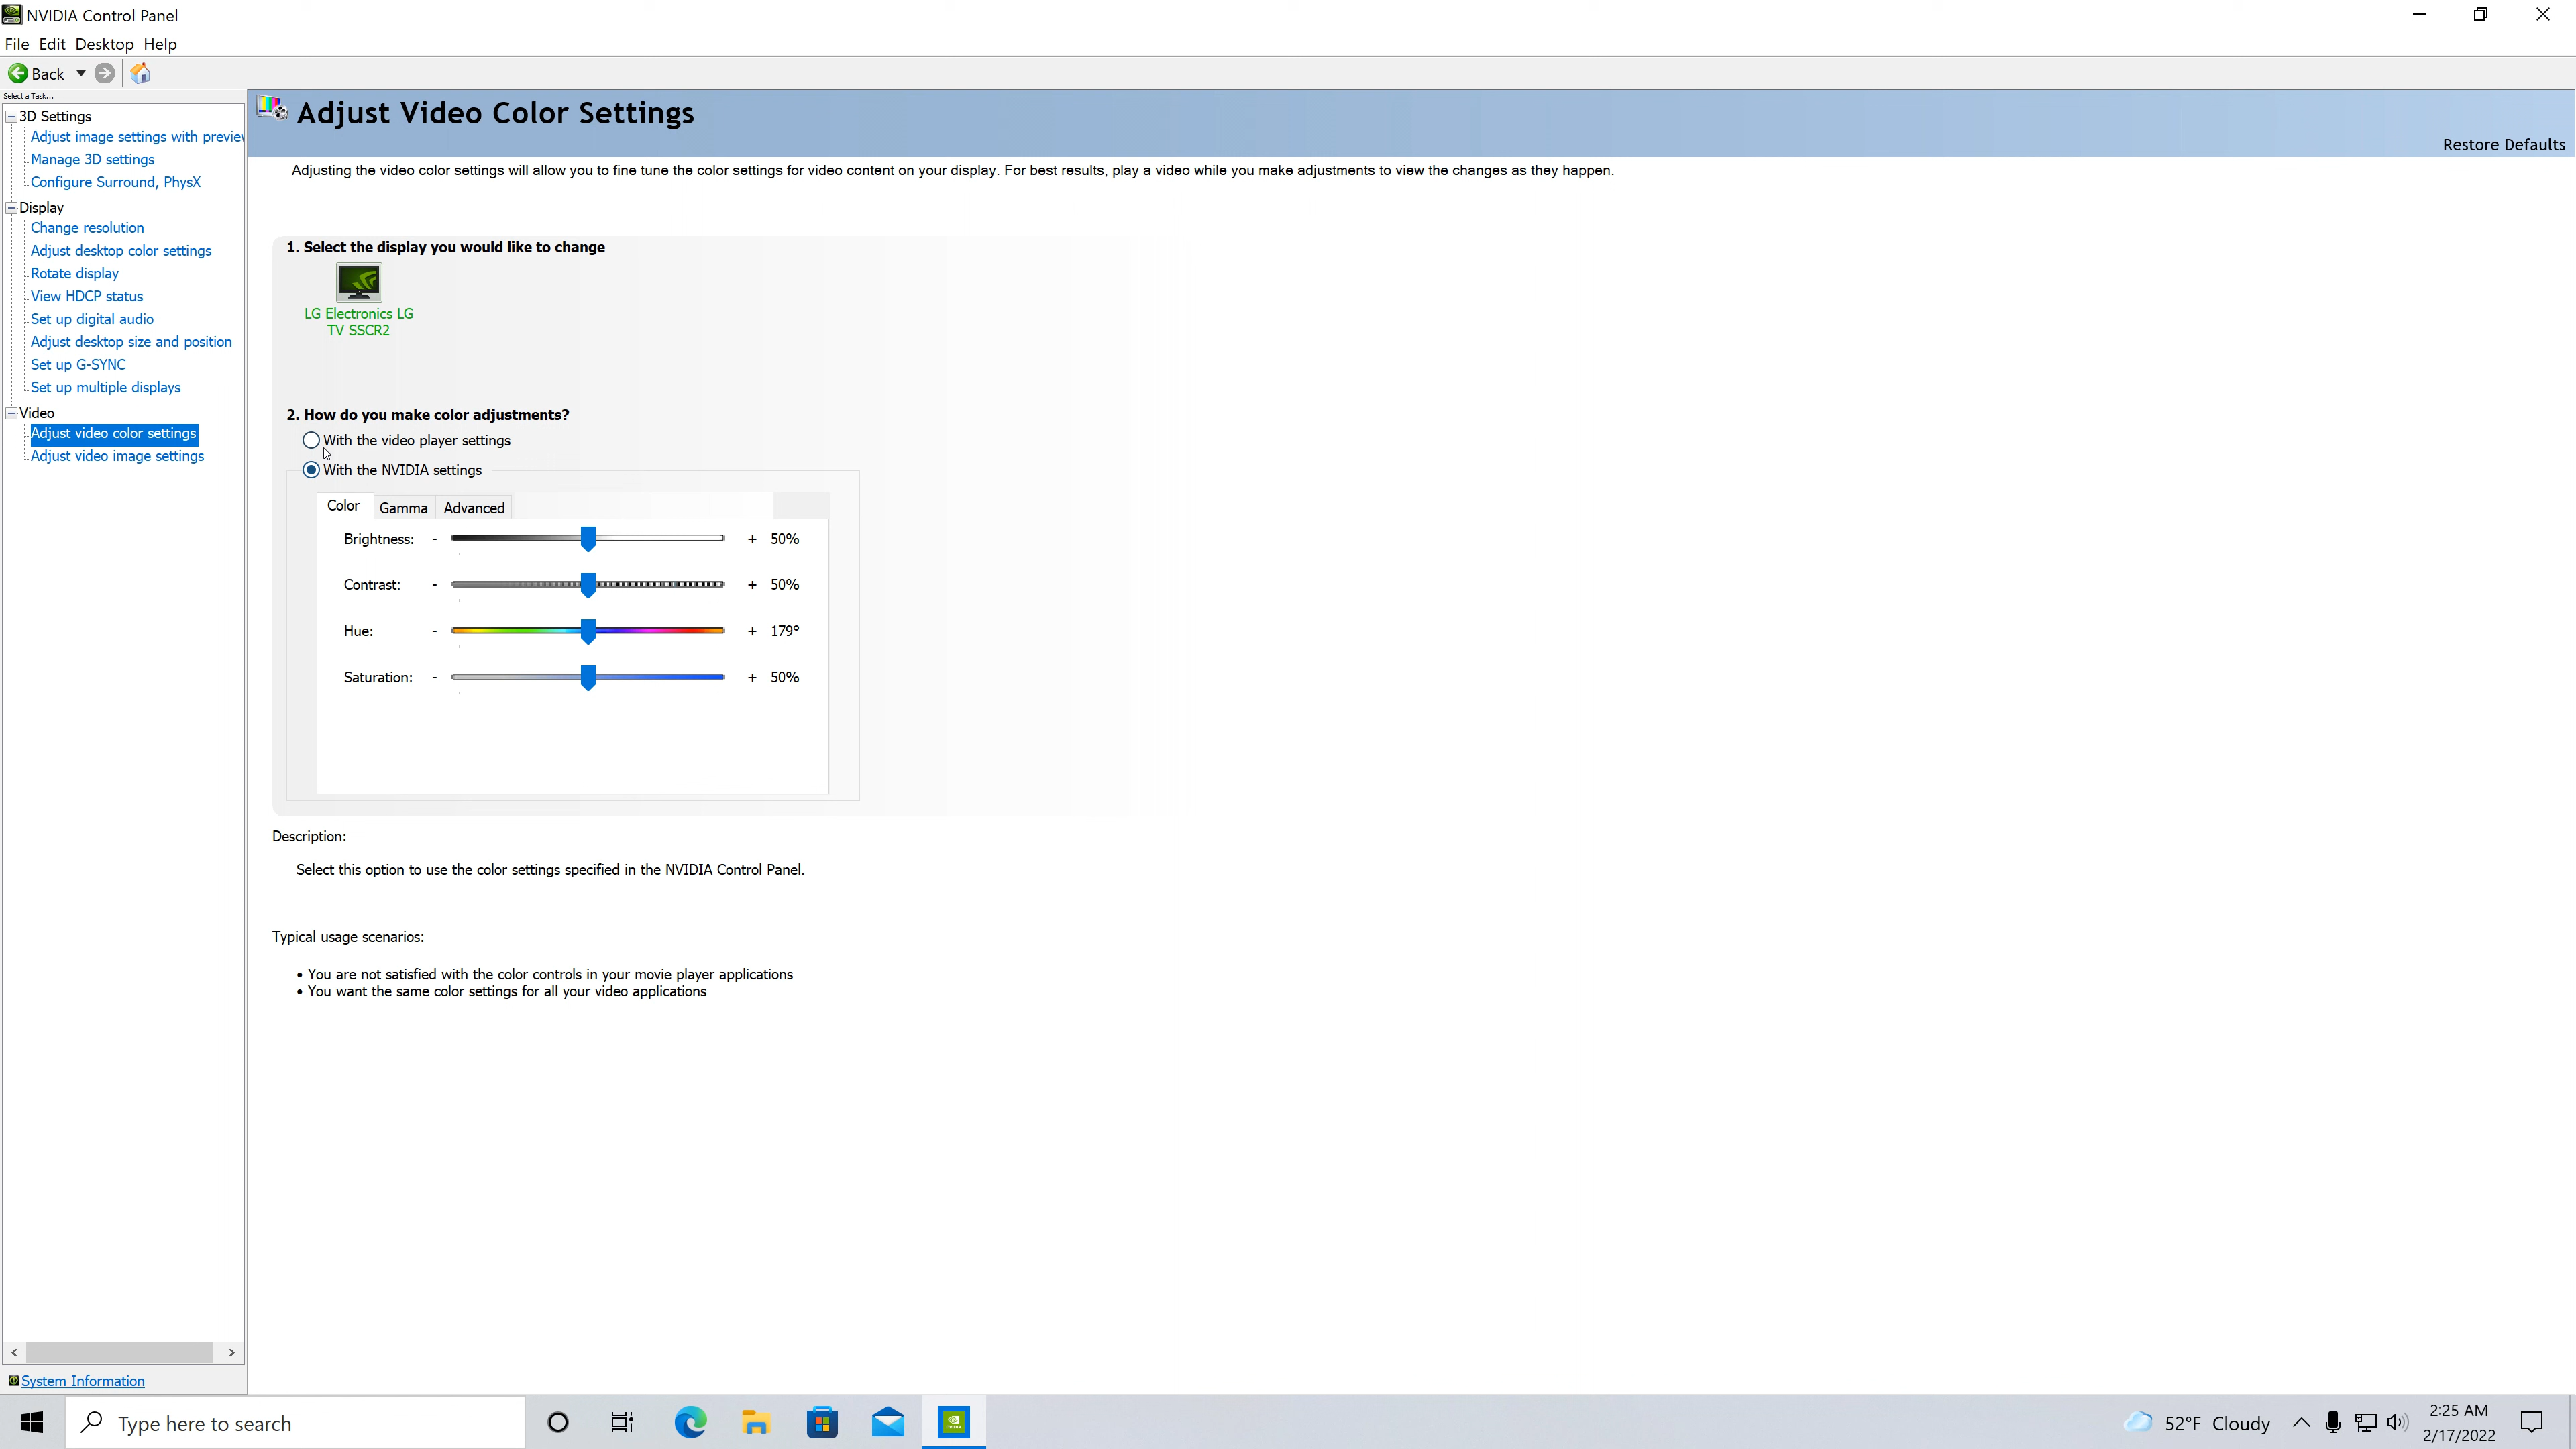 NVIDIA Control Panel
File Edit Desktop Help
Back
Select a Task...
3D Settings
Adjust image settings with previe
Manage 3D settings
Configure Surround, PhysX
Display
Change resolution
Adjust desktop color settings
Rotate display
View HDCP status
Set up digital audio
Adjust desktop size and position
Set up G-SYNC
Set up multiple displays
Video
Adjust video color settings
Adjust video image settings
System Information
Adjust Video Color Settings
Restore Defaults
Adjusting the video color settings will allow you to fine tune the color settings for video content on your display. For best results, play a video while you make adjustments to view the changes as they happen.
1. Select the display you would like to change
LG Electronics LG
TV SSCR2
2. How do you make color adjustments?
With the video player settings
With the NVIDIA settings
Color Gamma Advanced
Brightness: - + 50%
Contrast: - + 50%
Hue: - + 179°
Saturation: - + 50%
Description:
Select this option to use the color settings specified in the NVIDIA Control Panel.
Typical usage scenarios:
• You are not satisfied with the color controls in your movie player applications
• You want the same color settings for all your video applications
Type here to search
52°F Cloudy
2:25 AM
2/17/2022